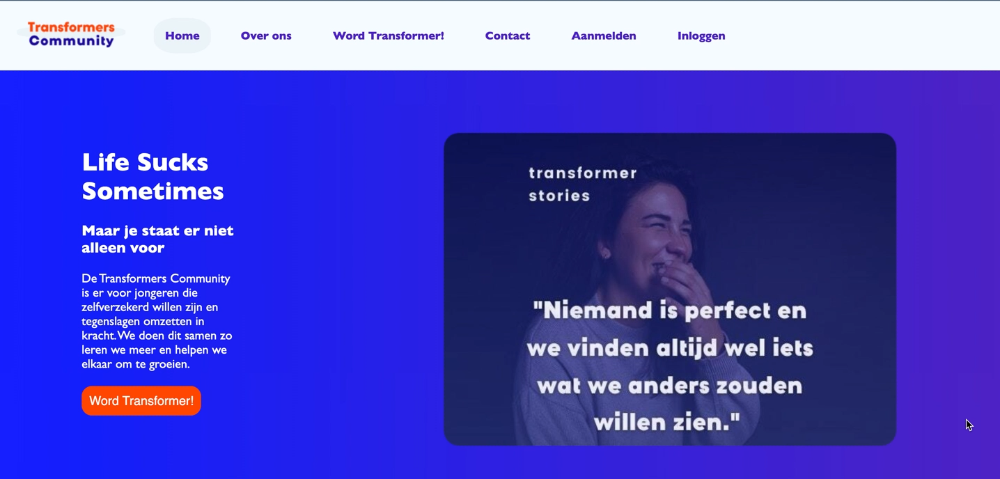 Transformers
Community
Home
Over ons
Word Transformer!
Contact
Aanmelden
Inloggen
Life Sucks
Sometimes
Maar je staat er niet
alleen voor
De Transformers Community
is er voor jongeren die
zelfverzekerd willen zijn en
tegenslagen omzetten in
kracht. We doen dit samen zo
leren we meer en helpen we
elkaar om te groeien.
Word Transformer!
transformer
stories
"Niemand is perfect en
we vinden altijd wel iets
wat we anders zouden
willen zien."